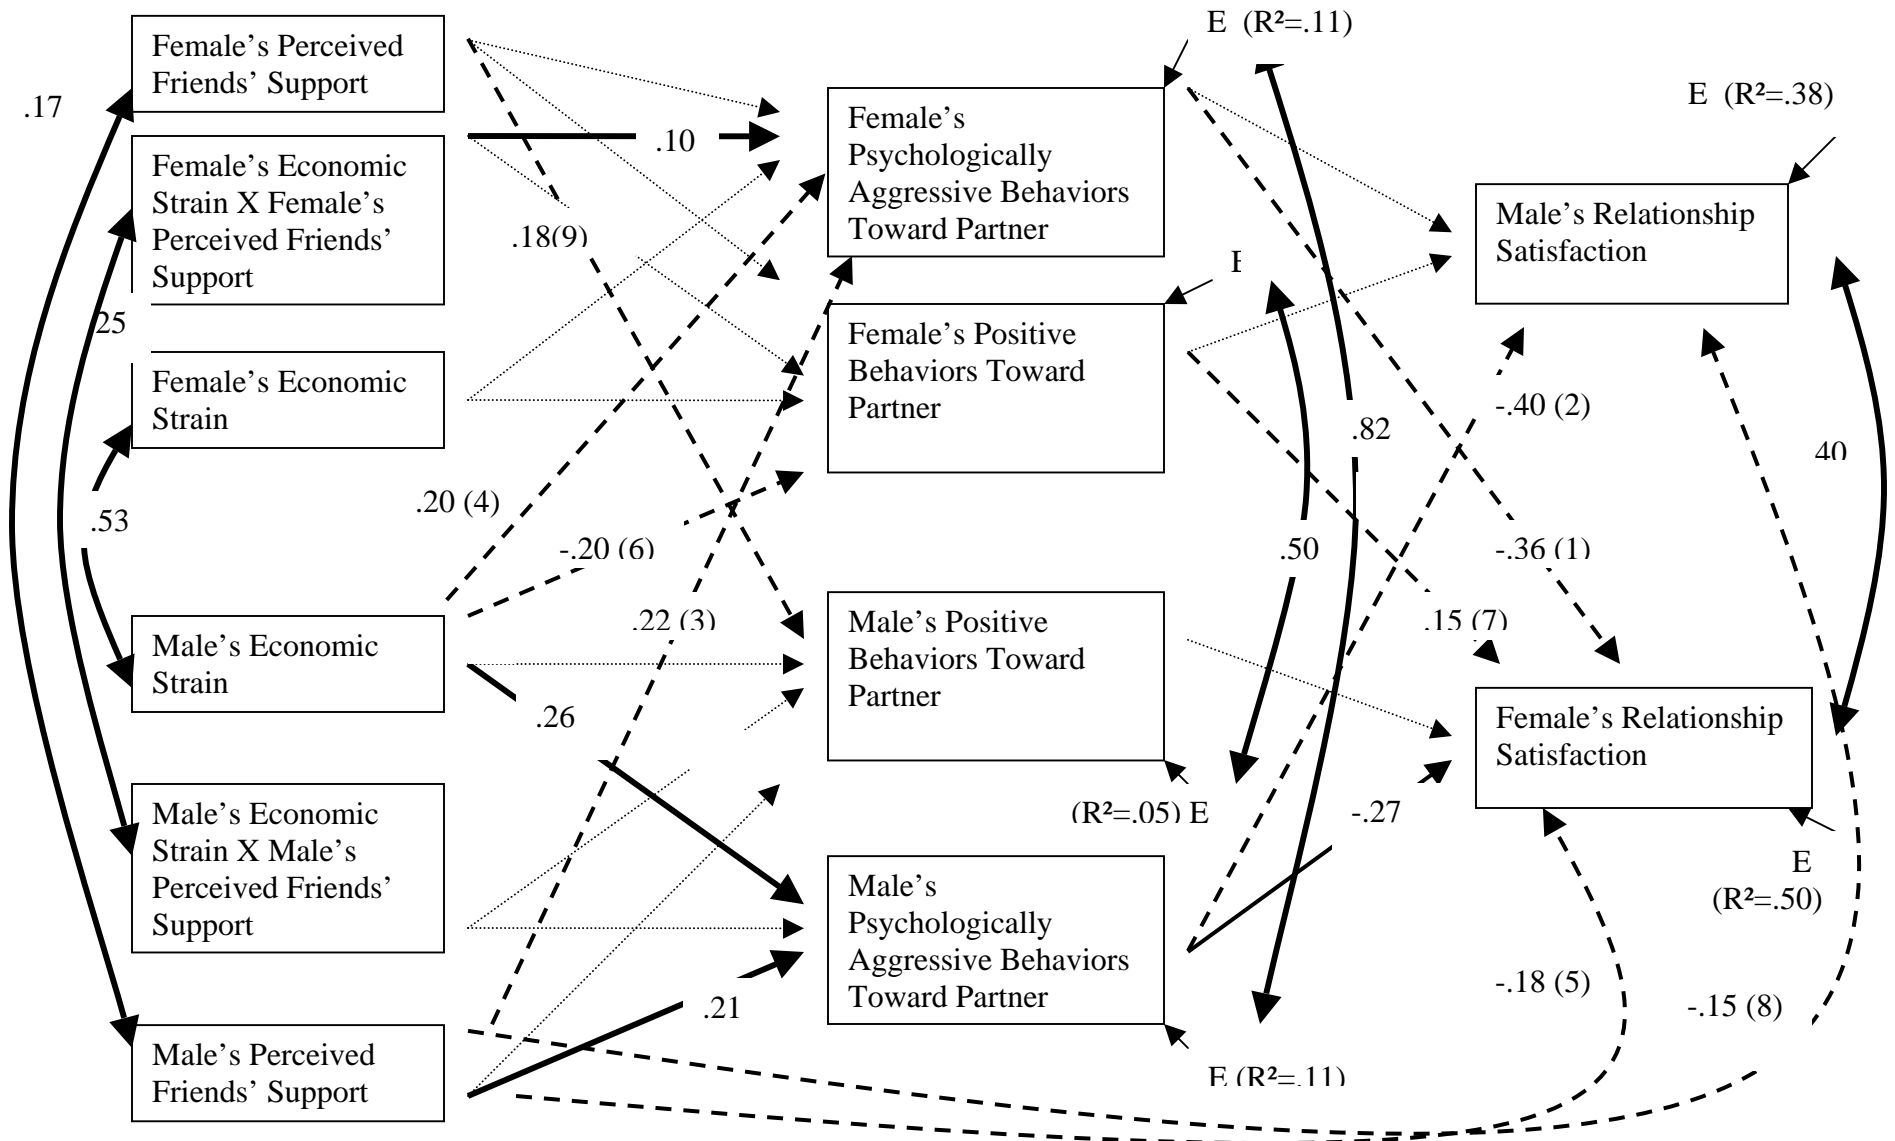 E (R²=.11)
Female's Perceived
Friends' Support
.17
E (R²=.38)
Female's
Psychologically
Aggressive Behaviors
Toward Partner
.10
Female's Economic
Strain X Female's
Perceived Friends'
Support
Male's Relationship
Satisfaction
.18(9)
E
25
Female's Positive
Behaviors Toward
Partner
Female's Economic
Strain
-.40 (2)
.82
40
.20 (4)
.53
-.20 (6)
.50
-.36 (1)
.22 (3)
.15 (7)
Male's Economic
Strain
Male's Positive
Behaviors Toward
Partner
.26
Female's Relationship
Satisfaction
(R²=.05) E
-.27
Male's Economic
Strain X Male's
Perceived Friends'
Support
E
(R²=.50)
Male's
Psychologically
Aggressive Behaviors
Toward Partner
-.18 (5)
.21
-.15 (8)
Male's Perceived
Friends' Support
E (R²=.11)